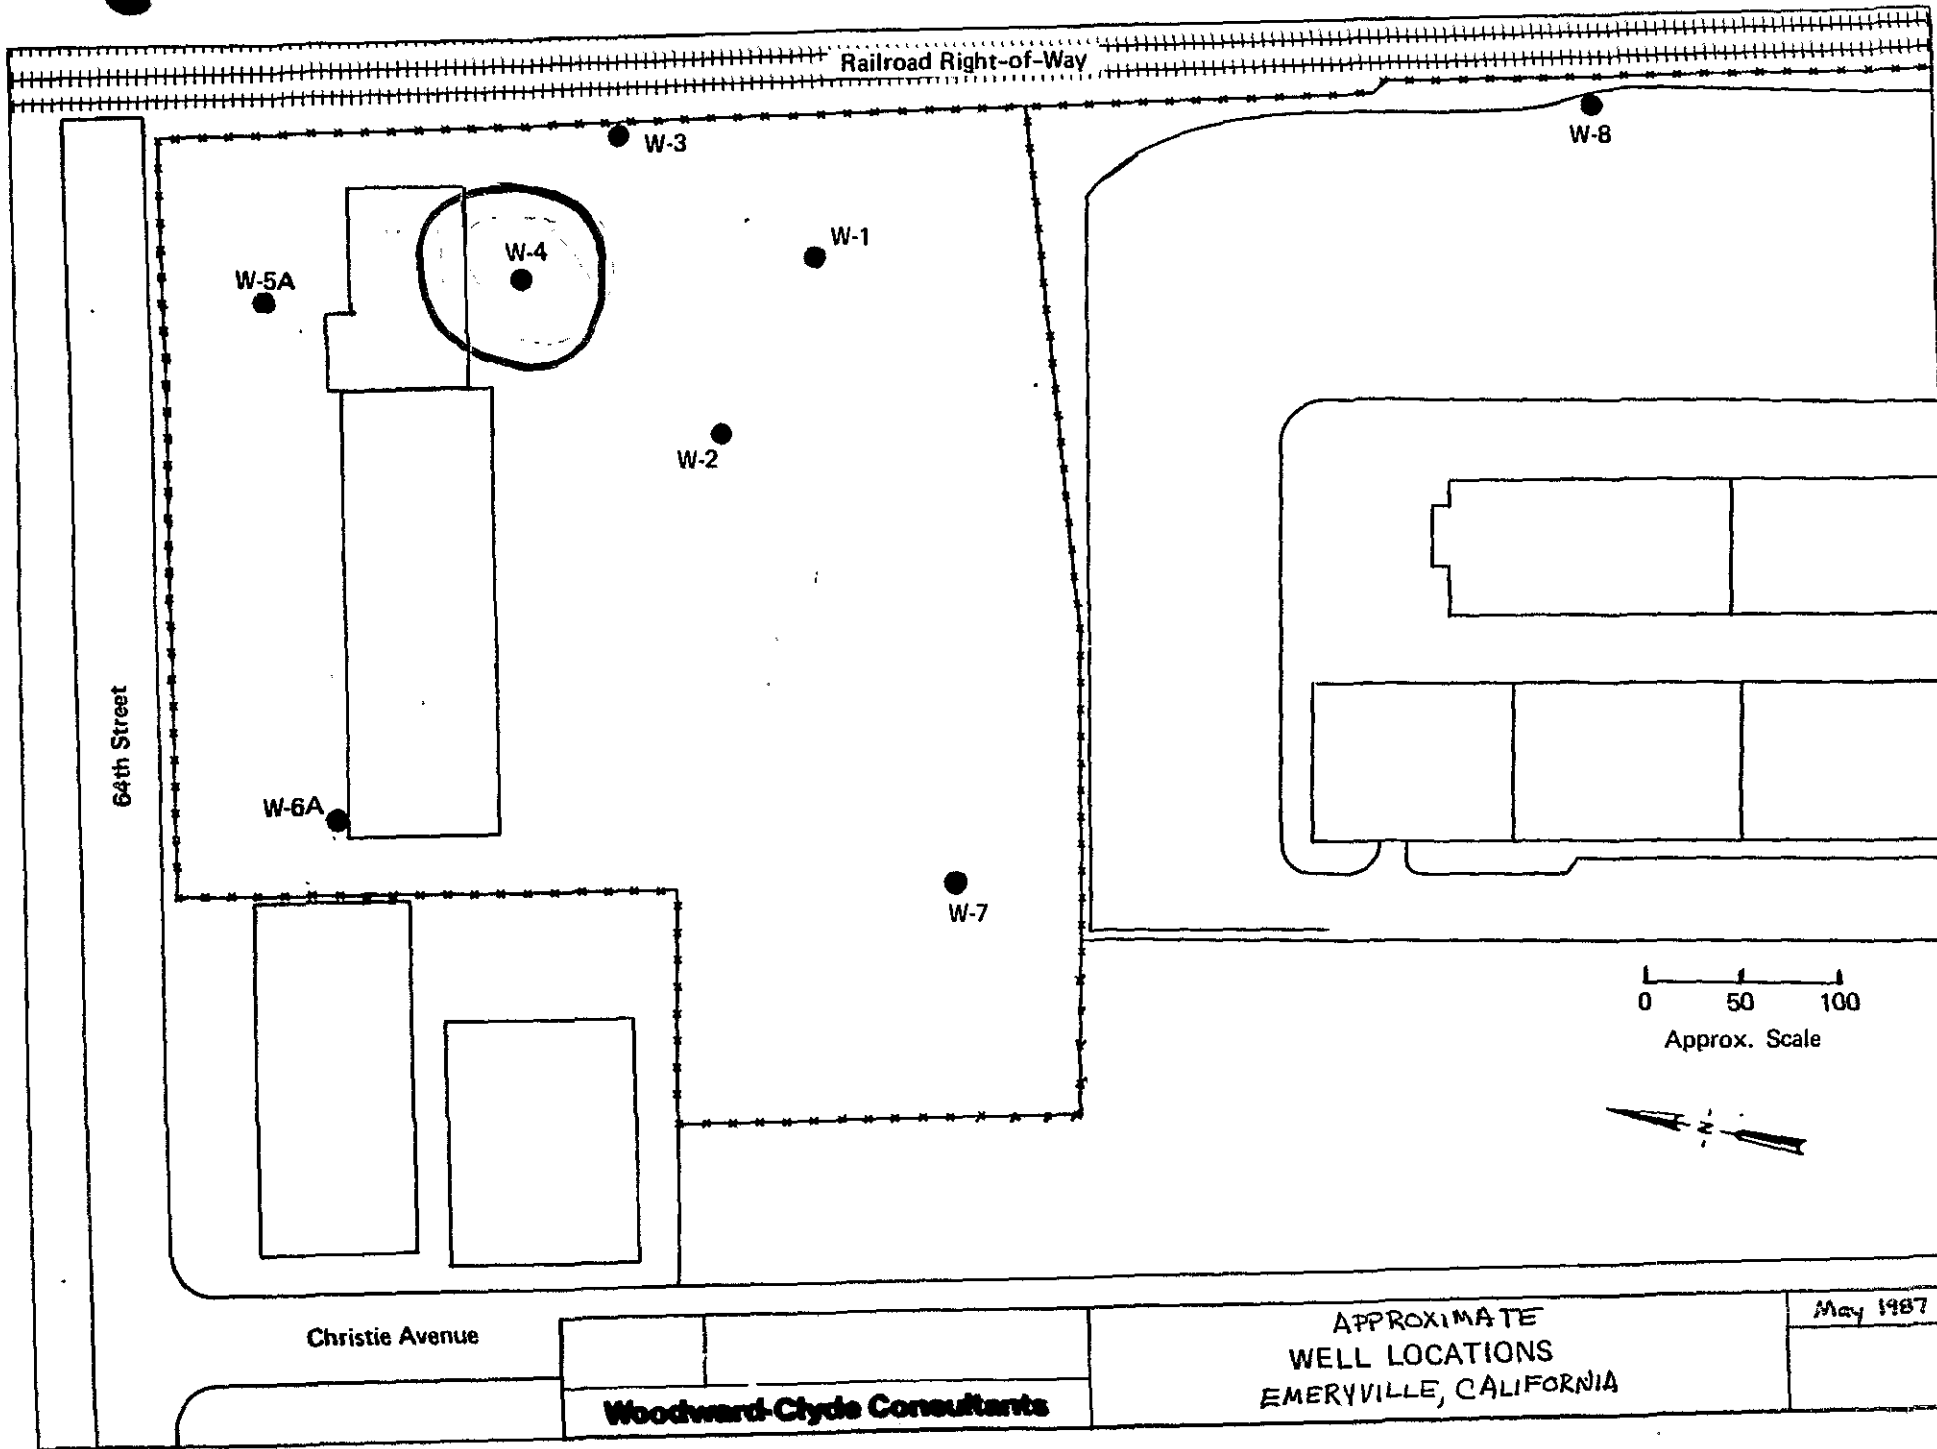 Railroad Right-of-Way
W-3
W-8
W-4
W-1
W-5A
W-2
64th Street
W-6A
W-7
0 50 100
Approx. Scale
-Z-
Christie Avenue
APPROXIMATE
WELL LOCATIONS
EMERYVILLE, CALIFORNIA
May 1987
Woodward-Clyde Consultants